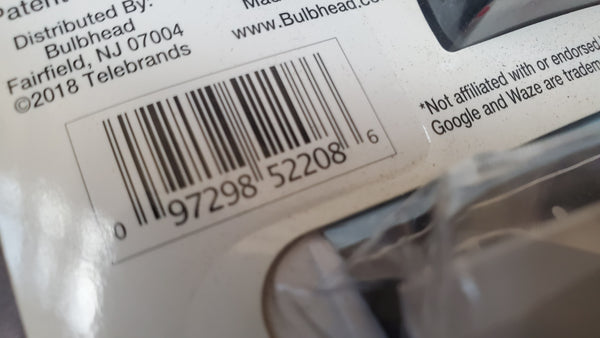 Distributed By:
Bulbhead
Fairfield, NJ 07004
©2018 Telebrands
www.Bulbhead.co
0 97298 52208 6
*Not affiliated with or endorsed
Google and Waze are tradem